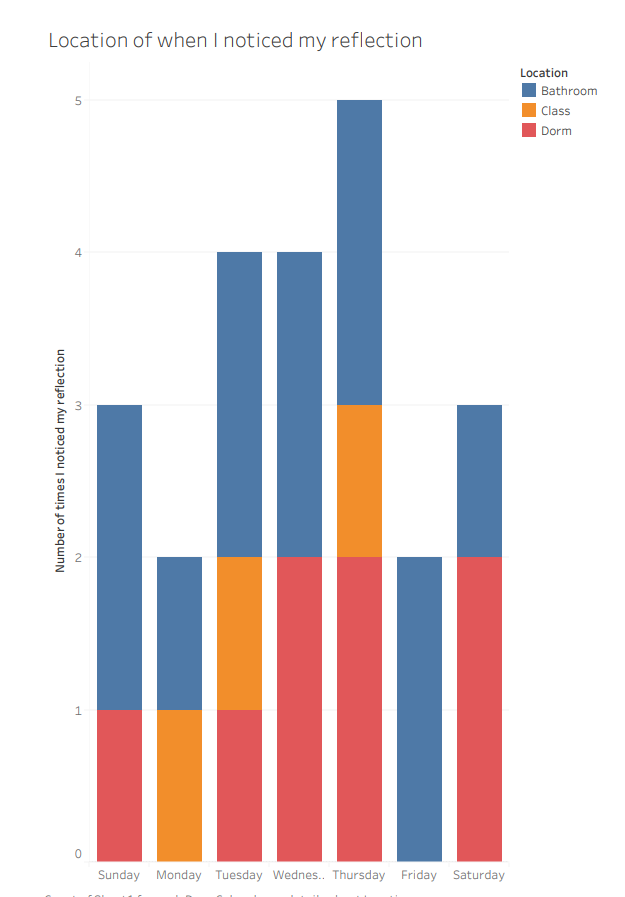 Location of when I noticed my reflection
Location
Bathroom
Class
Dorm
Number of times I noticed my reflection
5
4
3
2
1
0
Sunday Monday Tuesday Wednes.. Thursday Friday Saturday